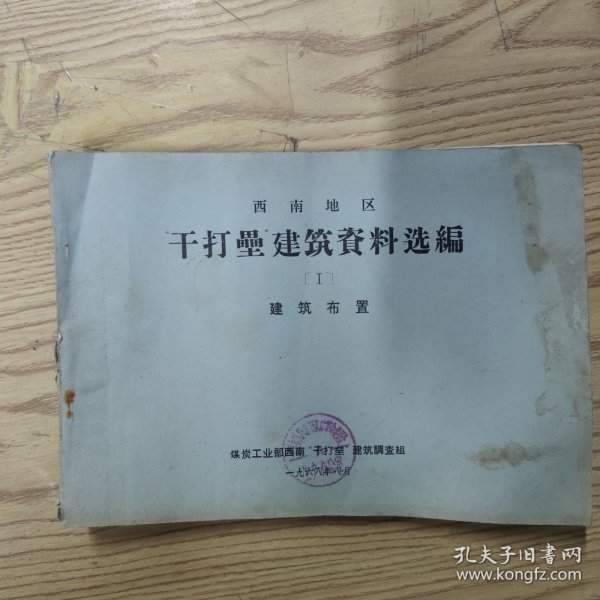 西南地区
"干打壘"建筑資料选編
〔I〕
建筑布置
煤炭工业部西南"干打垒"建筑調查組
一九六六年八月
孔夫子旧书网
www.kongfz.com